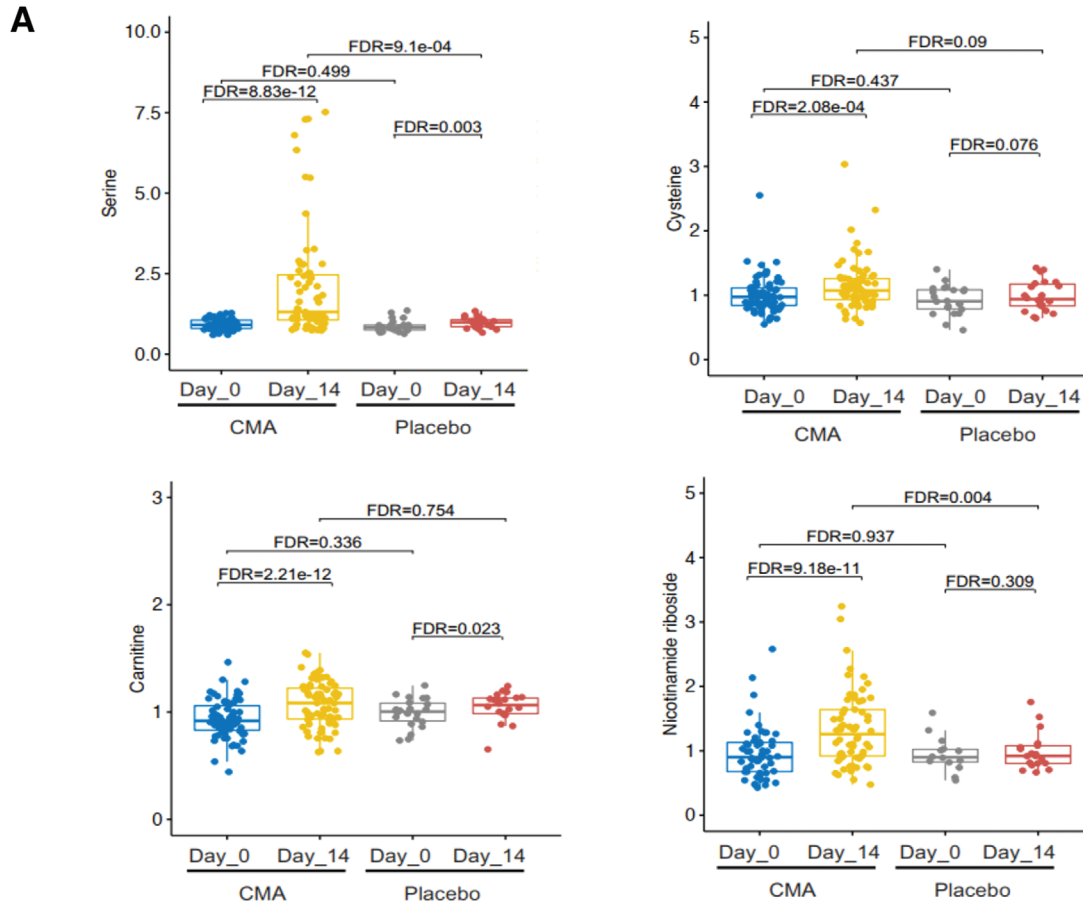 A
10.0
7.5
5.0
2.5
0.0
Serine
FDR=9.1e-04
FDR=0.499
FDR=8.83e-12
FDR=0.003
Day_0 Day_14 Day_0 Day_14
CMA Placebo
5
4
3
2
1
0
Cysteine
FDR=0.09
FDR=0.437
FDR=2.08e-04
FDR=0.076
Day_0 Day_14 Day_0 Day_14
CMA Placebo
3
2
1
0
Carnitine
FDR=0.754
FDR=0.336
FDR=2.21e-12
FDR=0.023
Day_0 Day_14 Day_0 Day_14
CMA Placebo
5
4
3
2
1
0
Nicotinamide riboside
FDR=0.004
FDR=0.937
FDR=9.18e-11
FDR=0.309
Day_0 Day_14 Day_0 Day_14
CMA Placebo